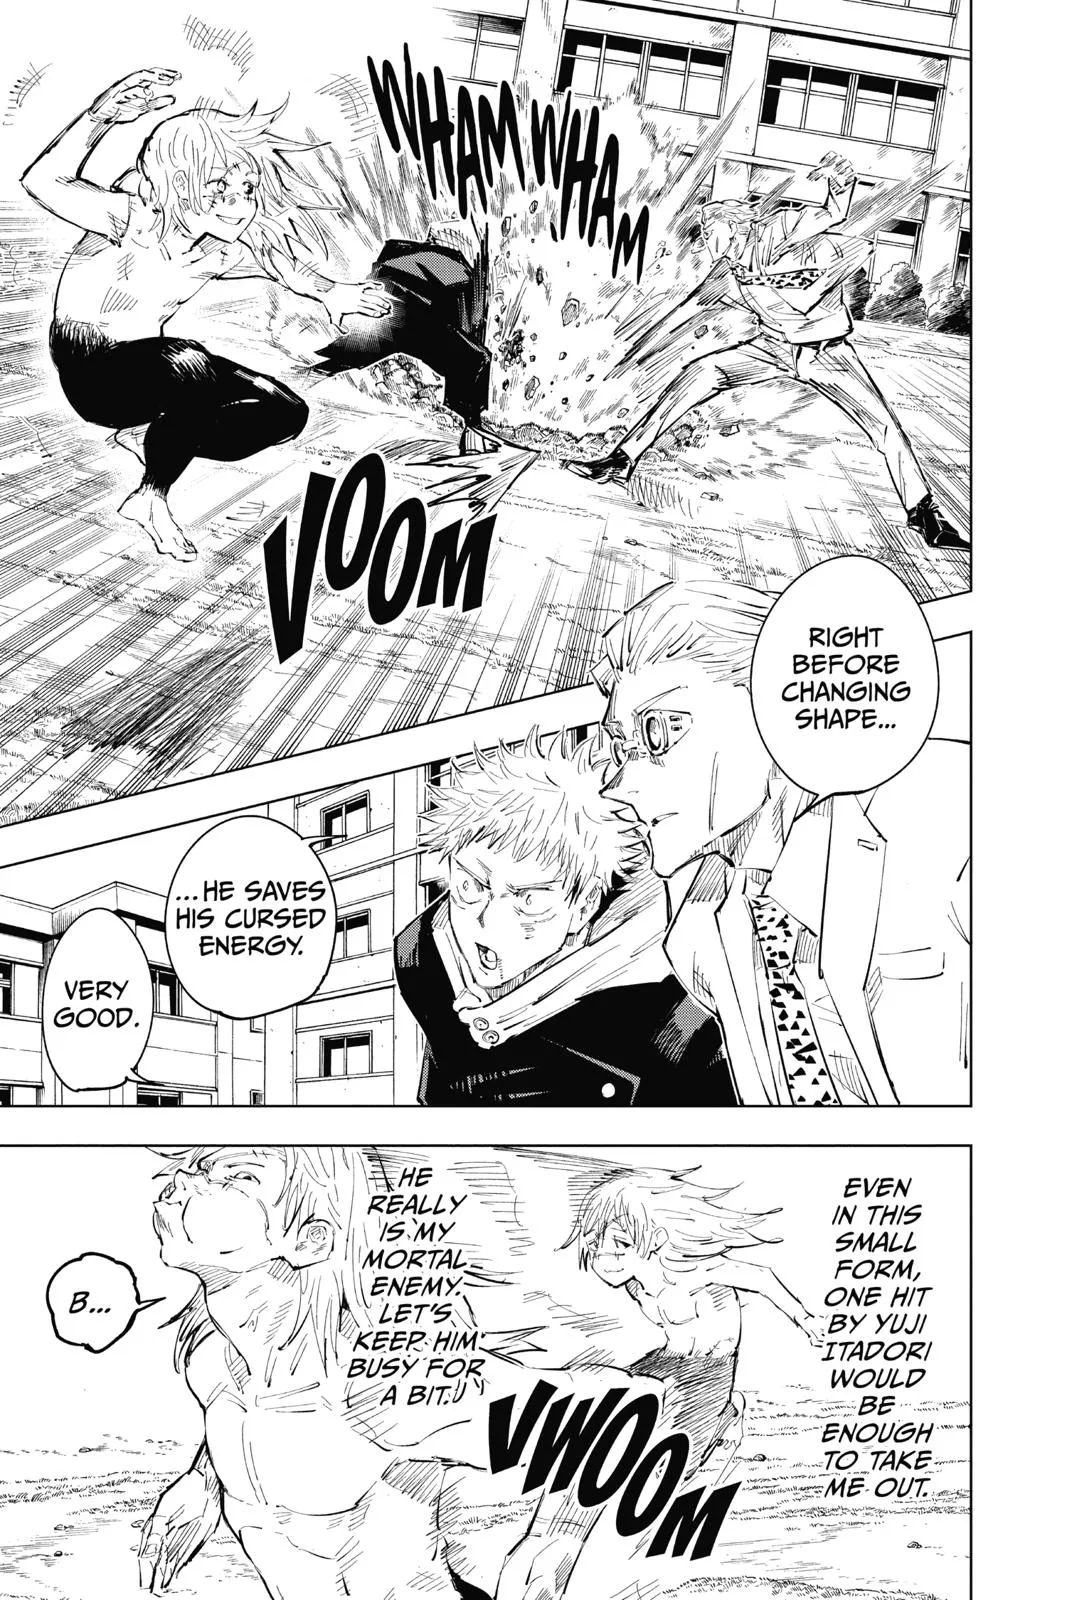 WHAM WHAM
VOOM
RIGHT
BEFORE
CHANGING
SHAPE...
...HE SAVES
HIS CURSED
ENERGY.
VERY
GOOD.
EVEN
IN THIS
SMALL
FORM,
ONE HIT
BY YUJI
ITADORI
WOULD
BE
ENOUGH
TO TAKE
ME OUT.
HE
REALLY
IS MY
MORTAL
ENEMY.
LET'S
KEEP HIM
BUSY FOR
A BIT.
VWOOM
B...